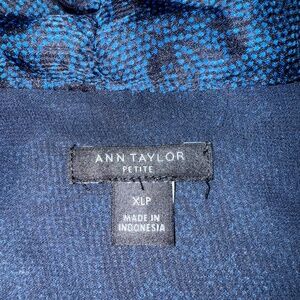 ANN TAYLOR
PETITE
XLP
MADE IN
INDONESIA